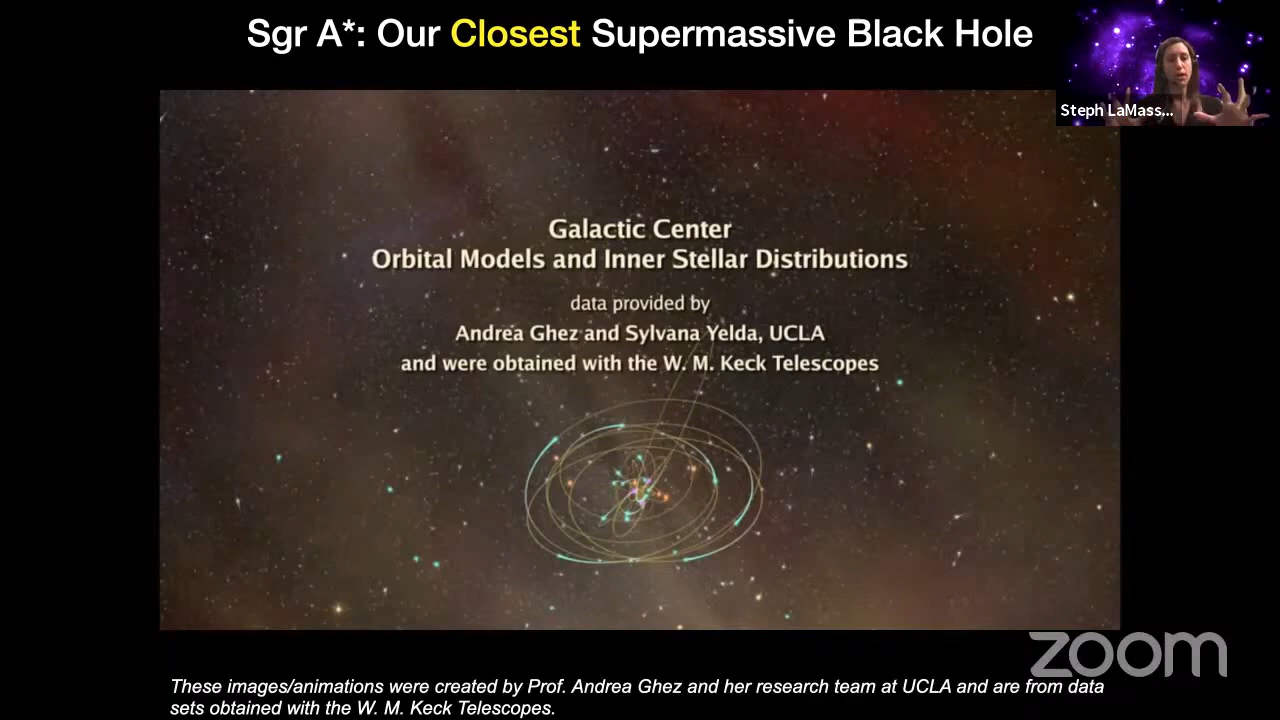 Sgr A*: Our Closest Supermassive Black Hole
Steph LaMass...
Galactic Center
Orbital Models and Inner Stellar Distributions
data provided by
Andrea Ghez and Sylvana Yelda, UCLA
and were obtained with the W. M. Keck Telescopes
zoom
These images/animations were created by Prof. Andrea Ghez and her research team at UCLA and are from data
sets obtained with the W. M. Keck Telescopes.